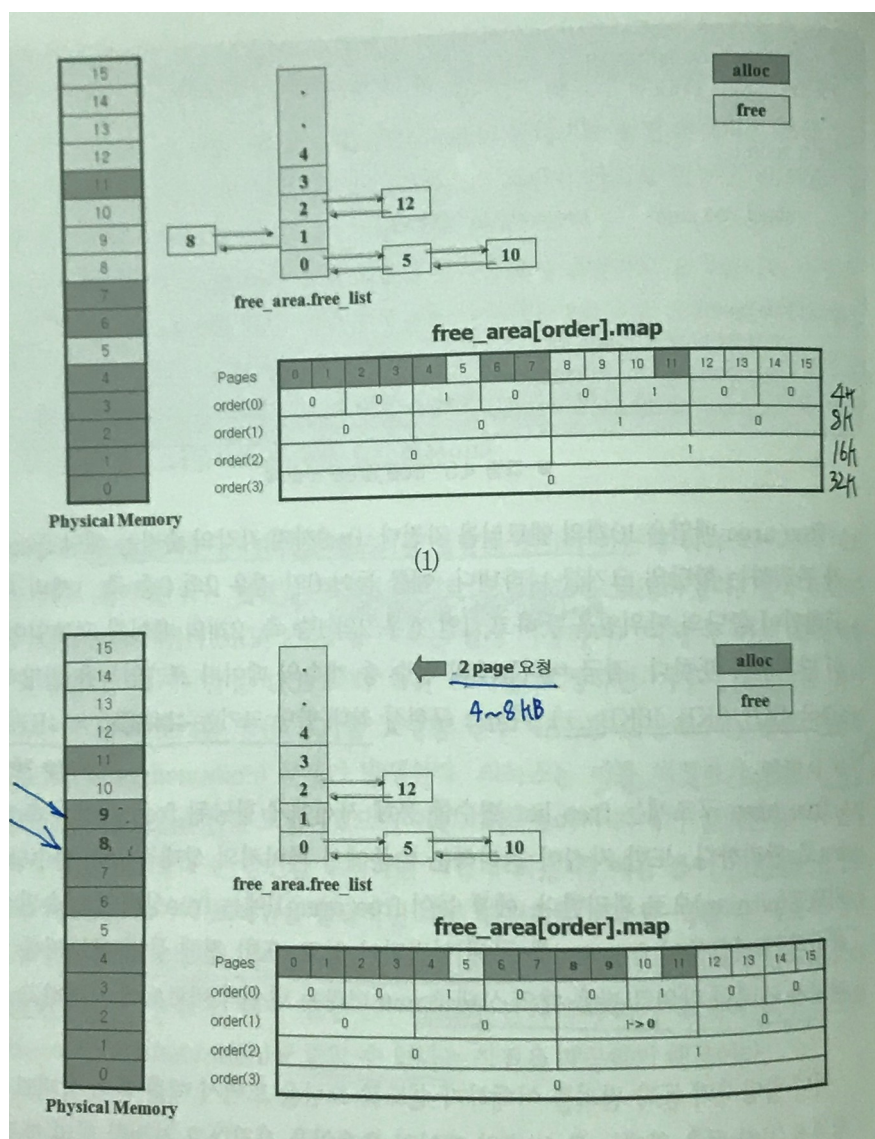 15
14
13
12
11
10
9
8
7
6
5
4
3
2
1
0
Physical Memory
.
.
4
3
2
1
0
12
8
5
10
free_area.free_list
alloc
free
free_area[order].map
Pages 0 1 2 3 4 5 6 7 8 9 10 11 12 13 14 15
order(0) 0 0 1 0 0 1 0 0 4K
order(1) 0 0 1 0 8K
order(2) 0 1 16K
order(3) 0 32K
(1)
15
14
13
12
11
10
9
8
7
6
5
4
3
2
1
0
Physical Memory
.
.
4
3
2
1
0
12
5
10
free_area.free_list
2 page 요청
4~8KB
alloc
free
free_area[order].map
Pages 0 1 2 3 4 5 6 7 8 9 10 11 12 13 14 15
order(0) 0 0 1 0 0 1 0 0
order(1) 0 0 1->0 0
order(2) 0 1
order(3) 0